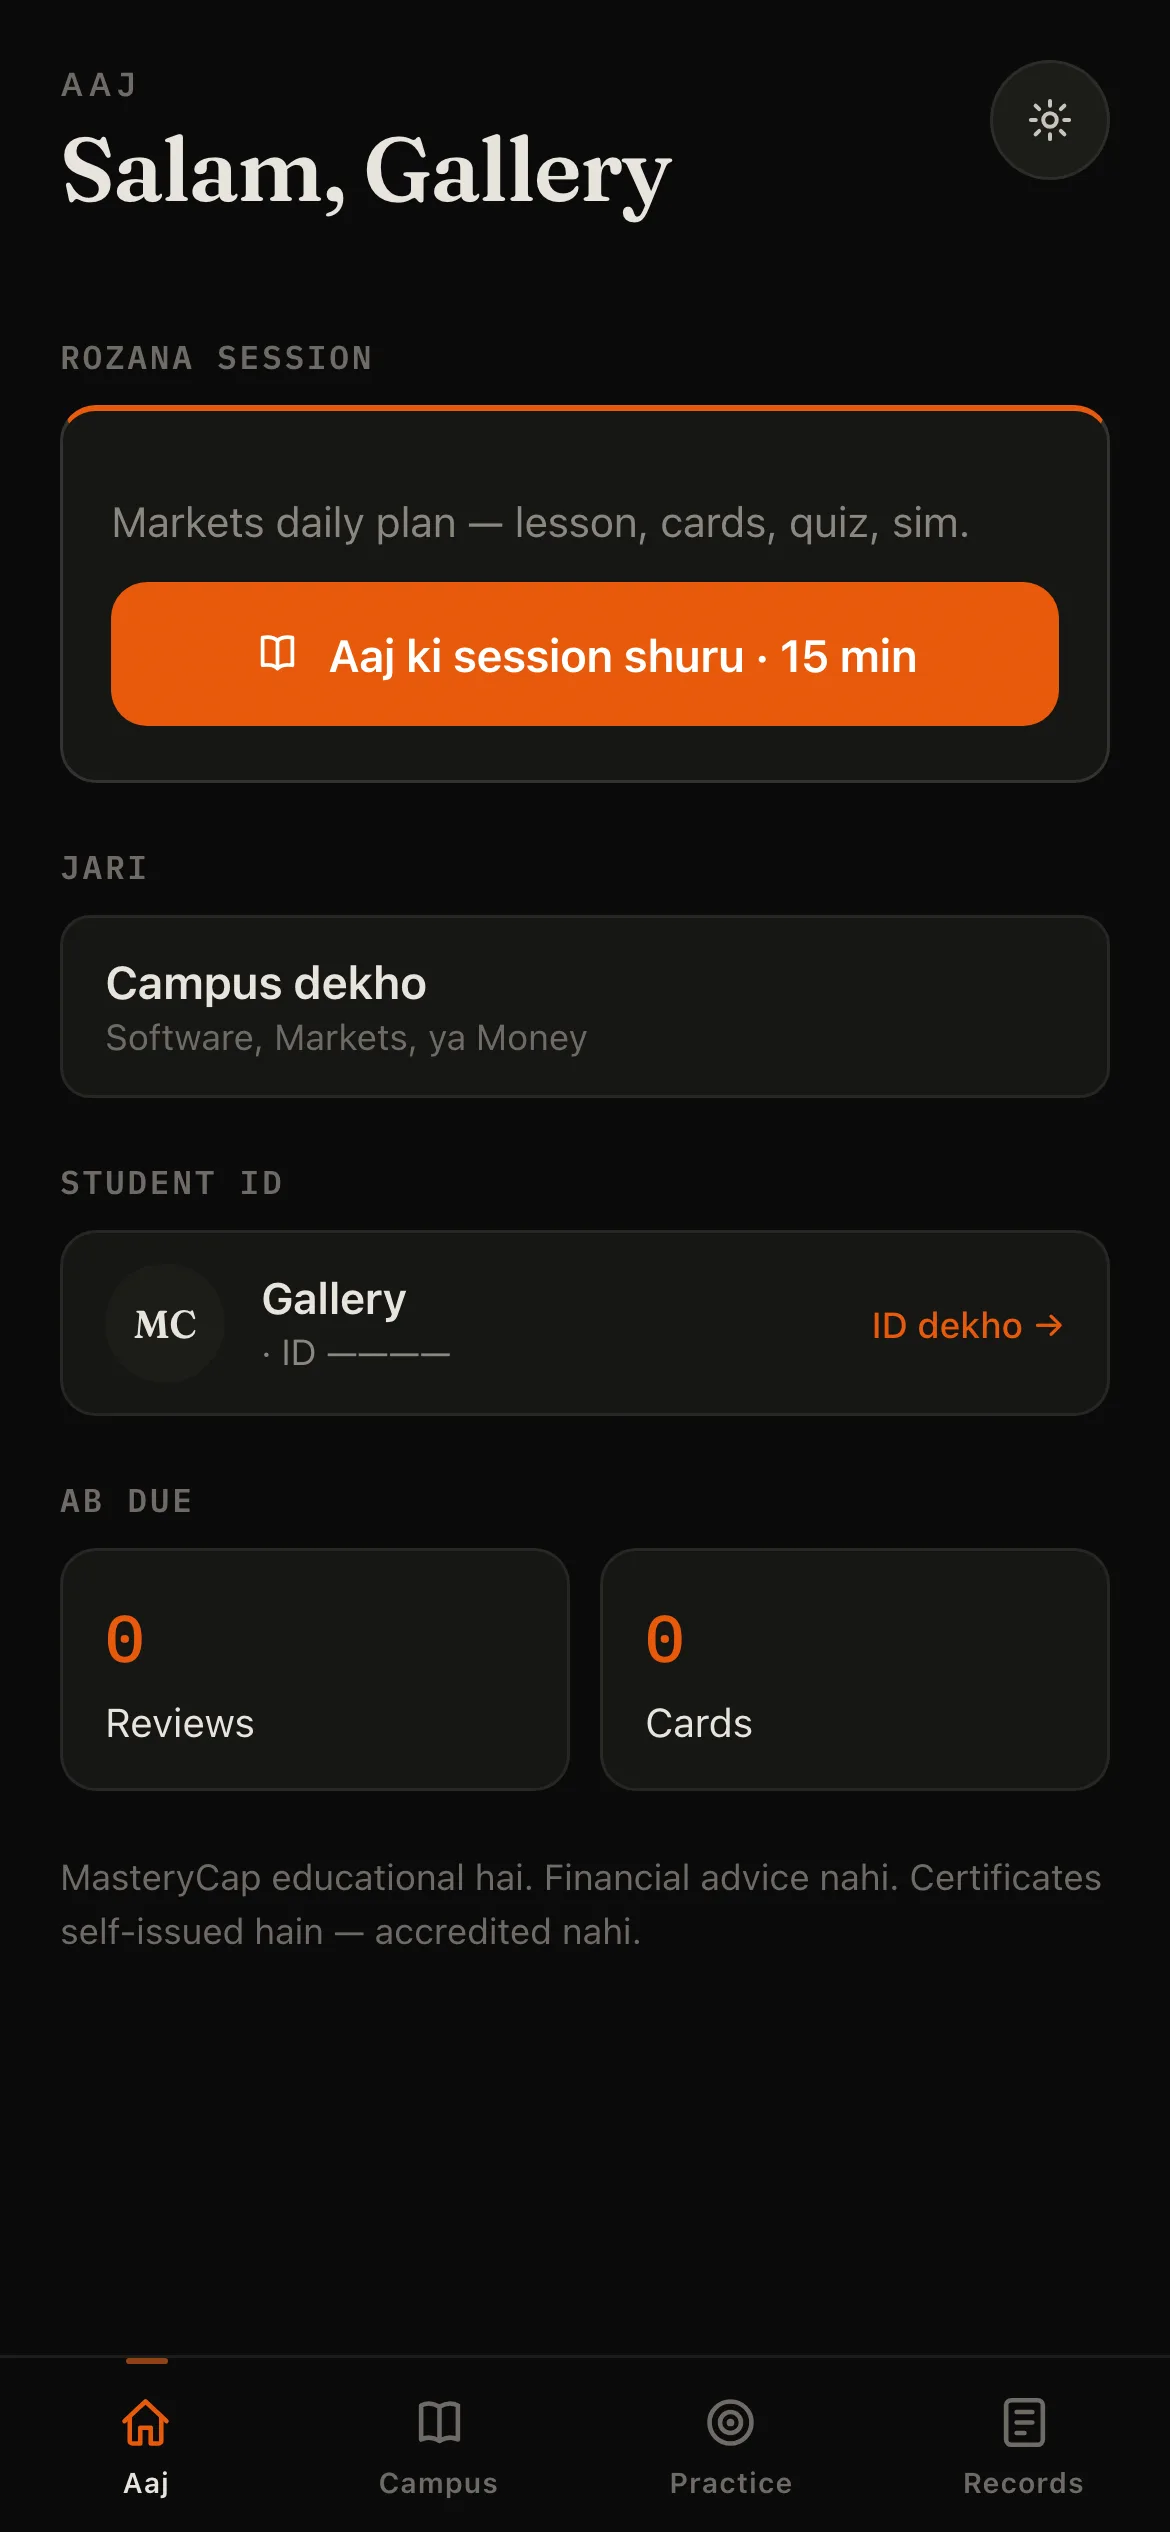 AAJ
Salam, Gallery
ROZANA SESSION
Markets daily plan — lesson, cards, quiz, sim.
Aaj ki session shuru · 15 min
JARI
Campus dekho
Software, Markets, ya Money
STUDENT ID
MC
Gallery
· ID ————
ID dekho →
AB DUE
0
Reviews
0
Cards
MasteryCap educational hai. Financial advice nahi. Certificates
self-issued hain — accredited nahi.
Aaj
Campus
Practice
Records